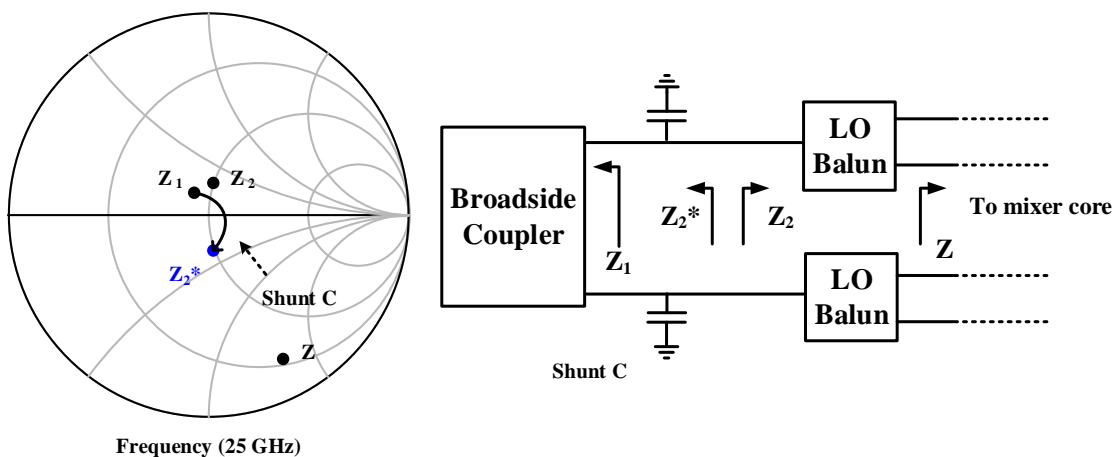 Z1
Z2
Z2*
Shunt C
Z
Frequency (25 GHz)
Broadside
Coupler
Z1
Z2*
Z2
Shunt C
LO
Balun
LO
Balun
Z
To mixer core